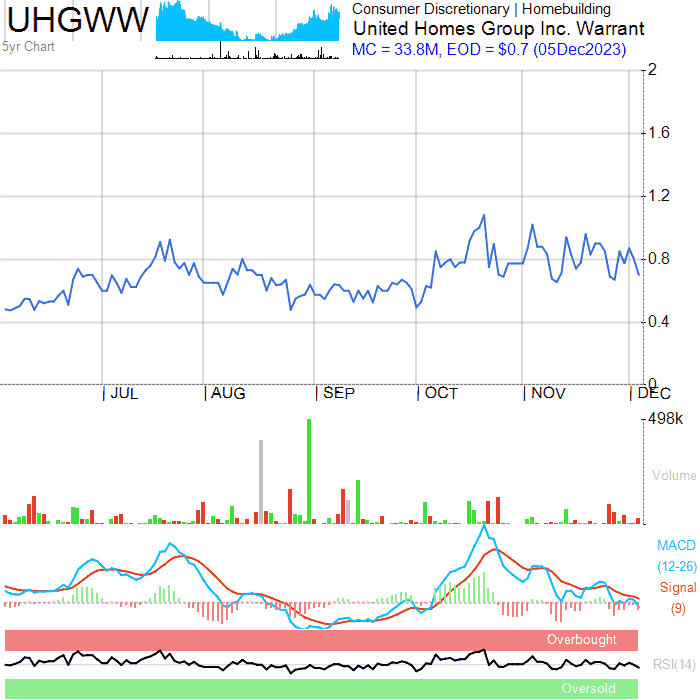 UHGWW
5yr Chart
Consumer Discretionary | Homebuilding
United Homes Group Inc. Warrant
MC = 33.8M, EOD = $0.7 (05Dec2023)
2
1.6
1.2
0.8
0.4
0
JUL AUG SEP OCT NOV DEC
498k
Volume
MACD
(12-26)
Signal
(9)
Overbought
RSI(14)
Oversold